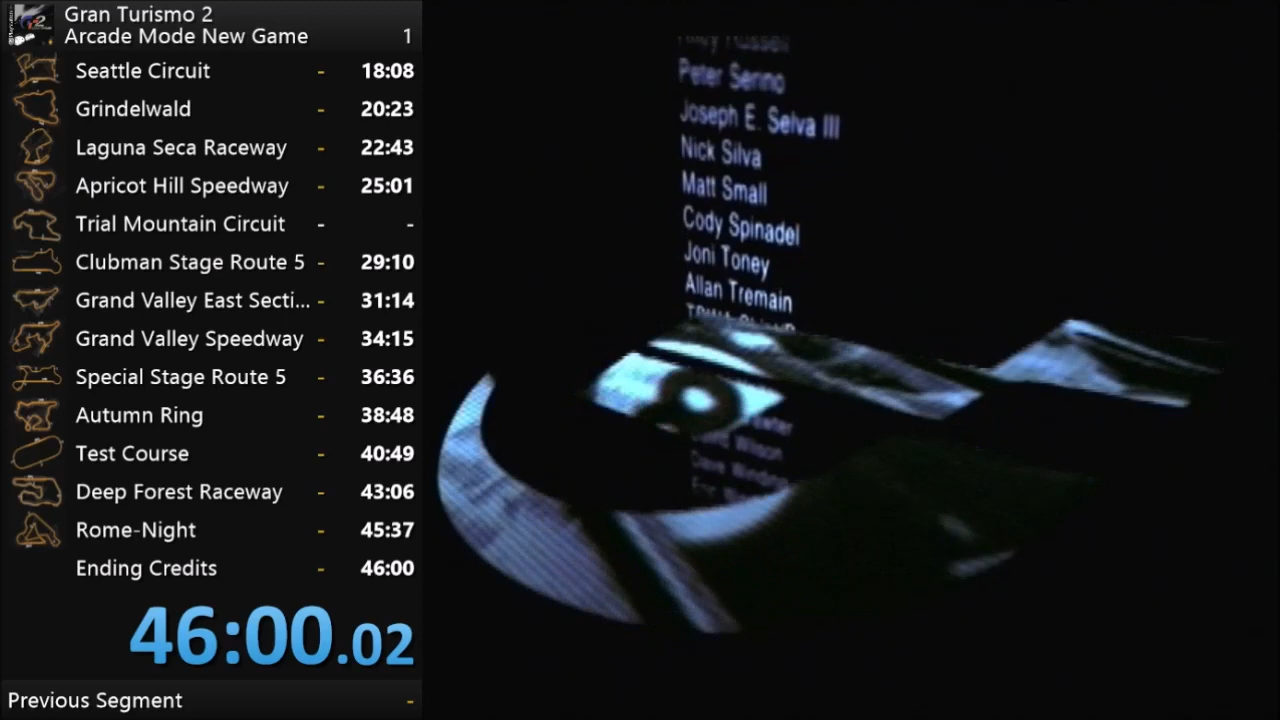 Gran Turismo 2
Arcade Mode New Game 1
Seattle Circuit - 18:08
Grindelwald - 20:23
Laguna Seca Raceway - 22:43
Apricot Hill Speedway - 25:01
Trial Mountain Circuit - -
Clubman Stage Route 5 - 29:10
Grand Valley East Secti... - 31:14
Grand Valley Speedway - 34:15
Special Stage Route 5 - 36:36
Autumn Ring - 38:48
Test Course - 40:49
Deep Forest Raceway - 43:06
Rome-Night - 45:37
Ending Credits - 46:00
46:00.02
Previous Segment -
Peter Serino
Joseph E. Selva III
Nick Silva
Matt Small
Cody Spinadel
Joni Toney
Allan Tremain
Wilson
Dave